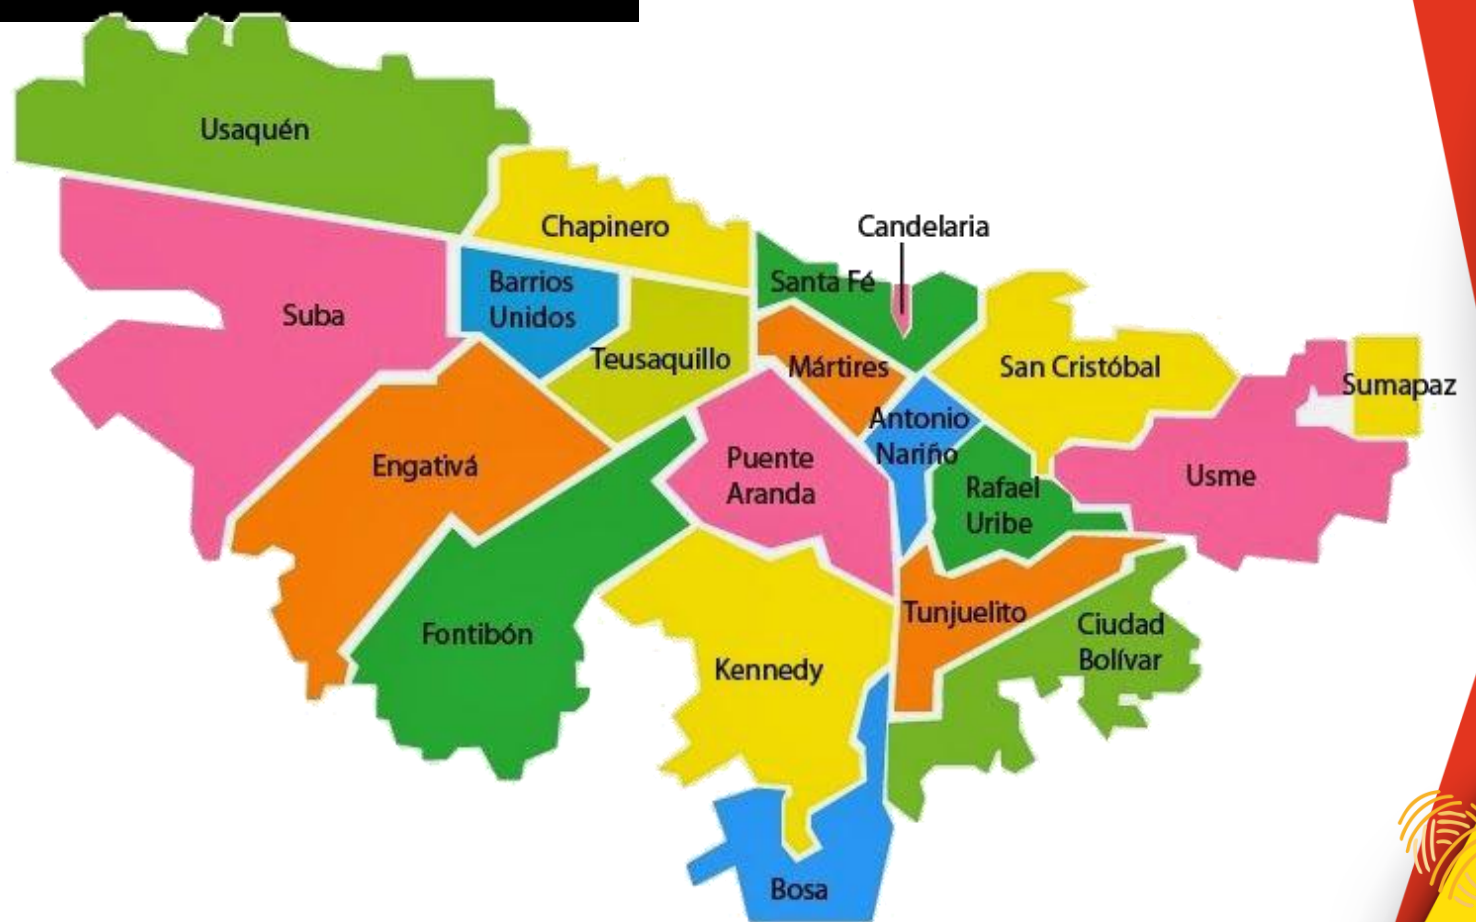 Usaquén
Chapinero
Candelaria
Santa Fé
Barrios
Unidos
Suba
Teusaquillo
Mártires
San Cristóbal
Sumapaz
Antonio
Nariño
Engativá
Puente
Aranda
Rafael
Uribe
Usme
Fontibón
Tunjuelito
Ciudad
Bolívar
Kennedy
Bosa